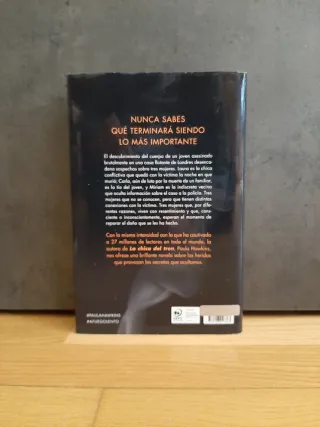 NUNCA SABES
QUÉ TERMINARÁ SIENDO
LO MÁS IMPORTANTE
El descubrimiento del cuerpo de un joven asesinado
brutalmente en una casa flotante de Londres desenca-
dena sospechas sobre tres mujeres. Laura es la chica
conflictiva que quedó con la víctima la noche en que
murió; Carla, aún de luto por la muerte de un familiar,
es la tía del joven, y Miriam es la indiscreta vecina
que oculta información sobre el caso a la policía. Tres
mujeres que no se conocen, pero que tienen distintas
conexiones con la víctima. Tres mujeres que, por dife-
rentes razones, viven con resentimiento y que, cons-
ciente o inconscientemente, esperan el momento de
reparar el daño que se les ha hecho.
Con la misma intensidad con la que ha cautivado
a 27 millones de lectores en todo el mundo, la
autora de La chica del tren, Paula Hawkins,
nos ofrece una brillante novela sobre las heridas
que provocan los secretos que ocultamos.
#PAULAHAWKINS
#AFUEGOLENTO